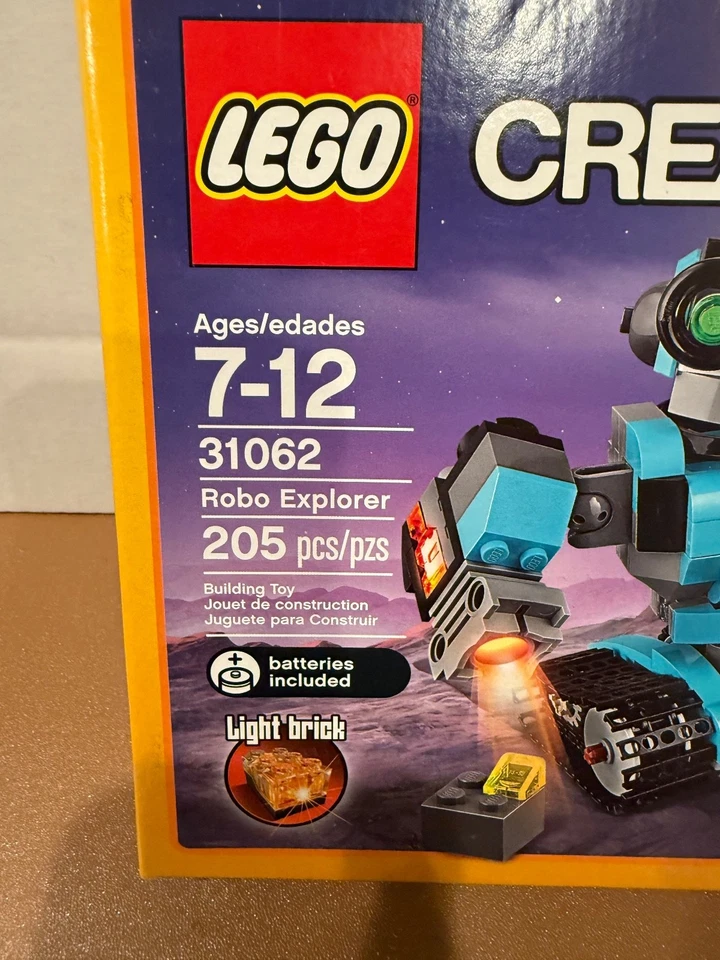 LEGO®
CREA
Ages/edades
7-12
31062
Robo Explorer
205 pcs/pzs
Building Toy
Jouet de construction
Juguete para Construir
batteries
included
Light brick